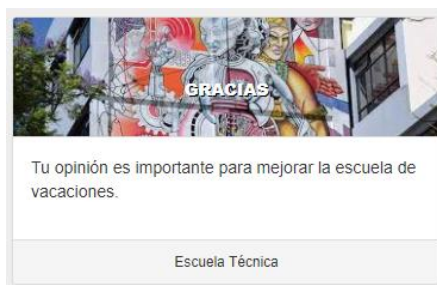 GRACIAS
Tu opinión es importante para mejorar la escuela de
vacaciones.
Escuela Técnica